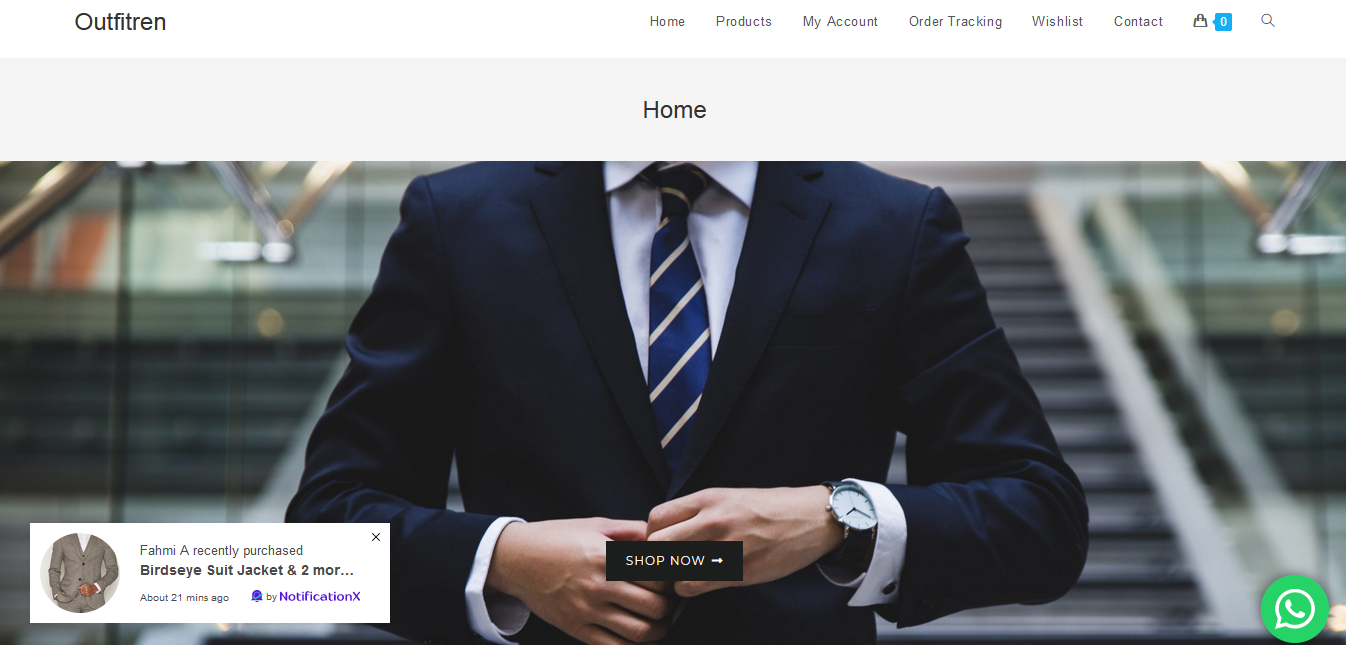 Outfitren
Home Products My Account Order Tracking Wishlist Contact 0
Home
SHOP NOW
Fahmi A recently purchased
Birdseye Suit Jacket & 2 mor...
About 21 mins ago by NotificationX